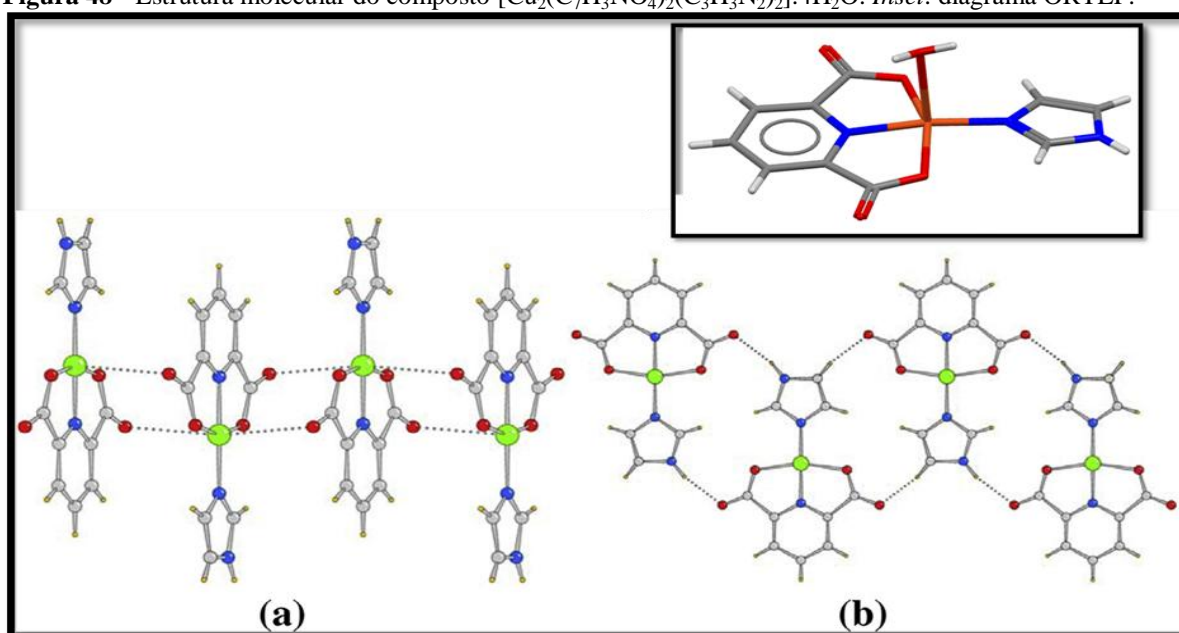 Figura 48 - Estrutura molecular do composto [Cu₂(C₇H₃NO₄)₂(C₃H₃N₂)₂].4H₂O. Inset: diagrama ORTEP.
(a) (b)